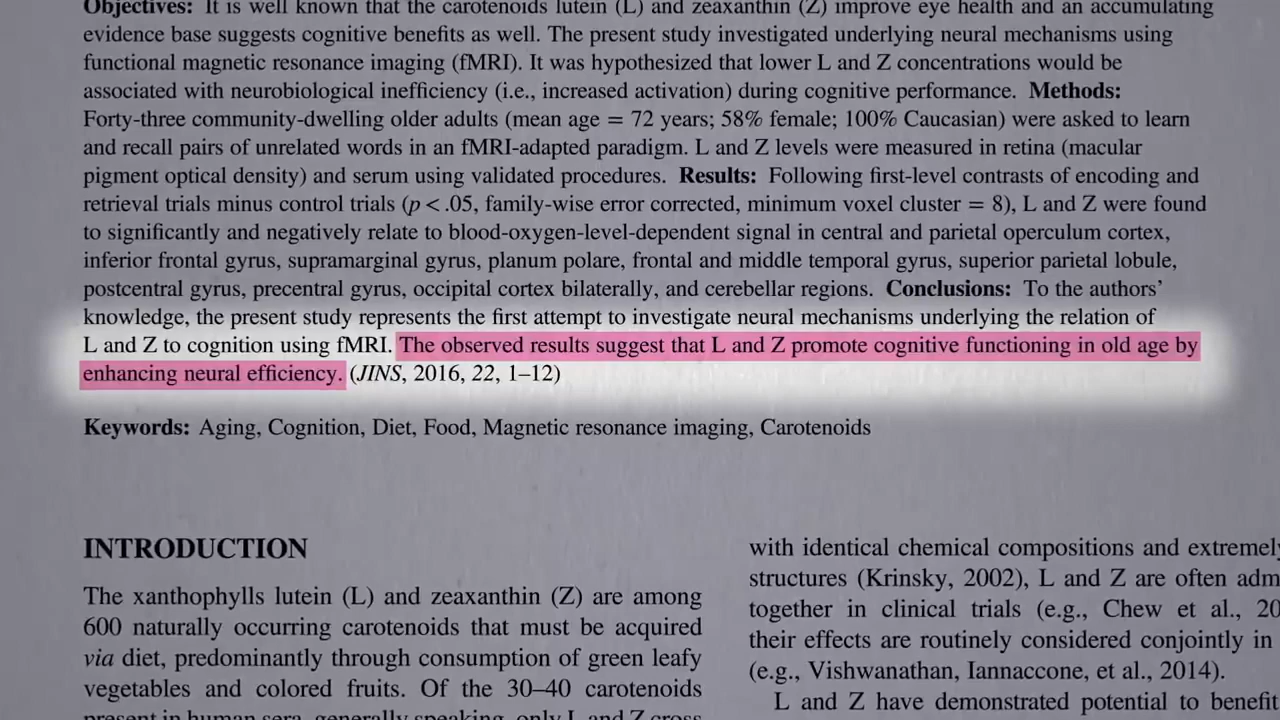 Objectives: It is well known that the carotenoids lutein (L) and zeaxanthin (Z) improve eye health and an accumulating
evidence base suggests cognitive benefits as well. The present study investigated underlying neural mechanisms using
functional magnetic resonance imaging (fMRI). It was hypothesized that lower L and Z concentrations would be
associated with neurobiological inefficiency (i.e., increased activation) during cognitive performance. Methods:
Forty-three community-dwelling older adults (mean age = 72 years; 58% female; 100% Caucasian) were asked to learn
and recall pairs of unrelated words in an fMRI-adapted paradigm. L and Z levels were measured in retina (macular
pigment optical density) and serum using validated procedures. Results: Following first-level contrasts of encoding and
retrieval trials minus control trials (p < .05, family-wise error corrected, minimum voxel cluster = 8), L and Z were found
to significantly and negatively relate to blood-oxygen-level-dependent signal in central and parietal operculum cortex,
inferior frontal gyrus, supramarginal gyrus, planum polare, frontal and middle temporal gyrus, superior parietal lobule,
postcentral gyrus, precentral gyrus, occipital cortex bilaterally, and cerebellar regions. Conclusions: To the authors’
knowledge, the present study represents the first attempt to investigate neural mechanisms underlying the relation of
L and Z to cognition using fMRI. The observed results suggest that L and Z promote cognitive functioning in old age by
enhancing neural efficiency. (JINS, 2016, 22, 1–12)
Keywords: Aging, Cognition, Diet, Food, Magnetic resonance imaging, Carotenoids
INTRODUCTION
The xanthophylls lutein (L) and zeaxanthin (Z) are among
600 naturally occurring carotenoids that must be acquired
via diet, predominantly through consumption of green leafy
vegetables and colored fruits. Of the 30–40 carotenoids
present in human sera, generally speaking, only L and Z cross
with identical chemical compositions and extremely
structures (Krinsky, 2002), L and Z are often adm
together in clinical trials (e.g., Chew et al., 20
their effects are routinely considered conjointly in
(e.g., Vishwanathan, Iannaccone, et al., 2014).
L and Z have demonstrated potential to benefit